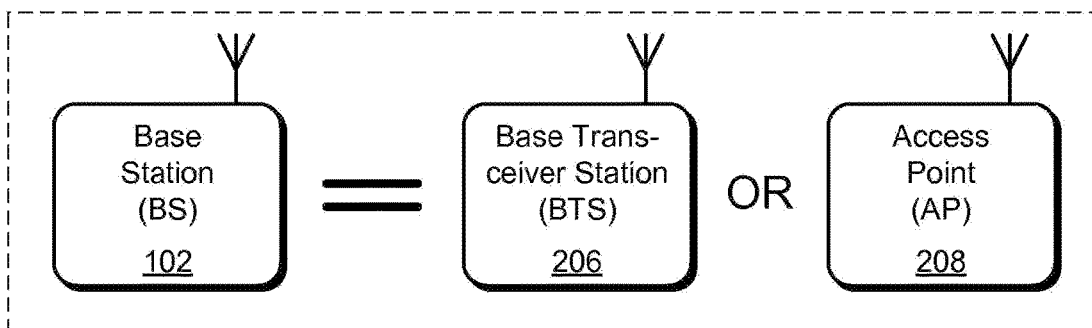 Base
Station
(BS)
102
=
Base Trans-
ceiver Station
(BTS)
206
OR
Access
Point
(AP)
208